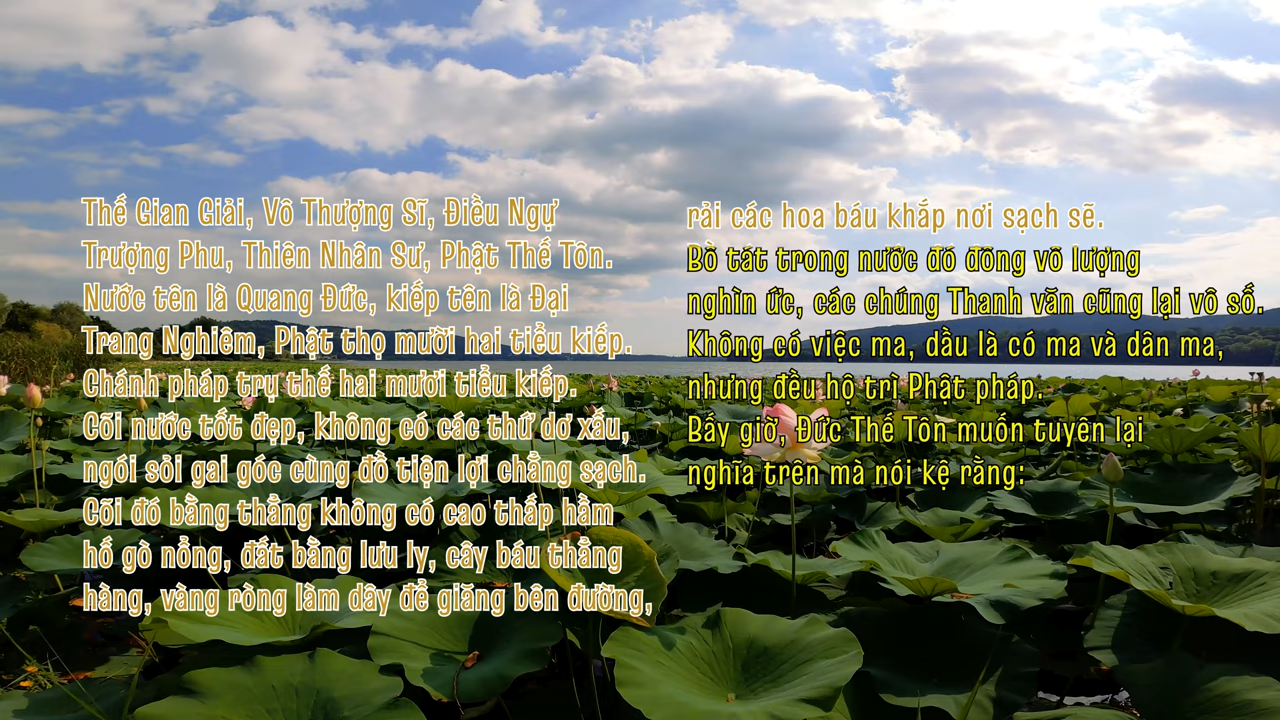 Thế Gian Giải, Vô Thượng Sĩ, Điều Ngự
Trượng Phu, Thiên Nhân Sư, Phật Thế Tôn.
Nước tên là Quang Đức, kiếp tên là Đại
Trang Nghiêm, Phật thọ mười hai tiểu kiếp.
Chánh pháp trụ thế hai mươi tiểu kiếp.
Cõi nước tốt đẹp, không có các thứ dơ xấu,
ngói sỏi gai góc cùng đồ tiện lợi chẳng sạch.
Cõi đó bằng thẳng không có cao thấp hầm
hố gò nổng, đất bằng lưu ly, cây báu thẳng
hàng, vàng ròng làm dây để giăng bên đường,
rải các hoa báu khắp nơi sạch sẽ.
Bồ tát trong nước đó đông vô lượng
nghìn ức, các chúng Thanh văn cũng lại vô số.
Không có việc ma, dầu là có ma và dân ma,
nhưng đều hộ trì Phật pháp.
Bấy giờ, Đức Thế Tôn muốn tuyên lại
nghĩa trên mà nói kệ rằng: